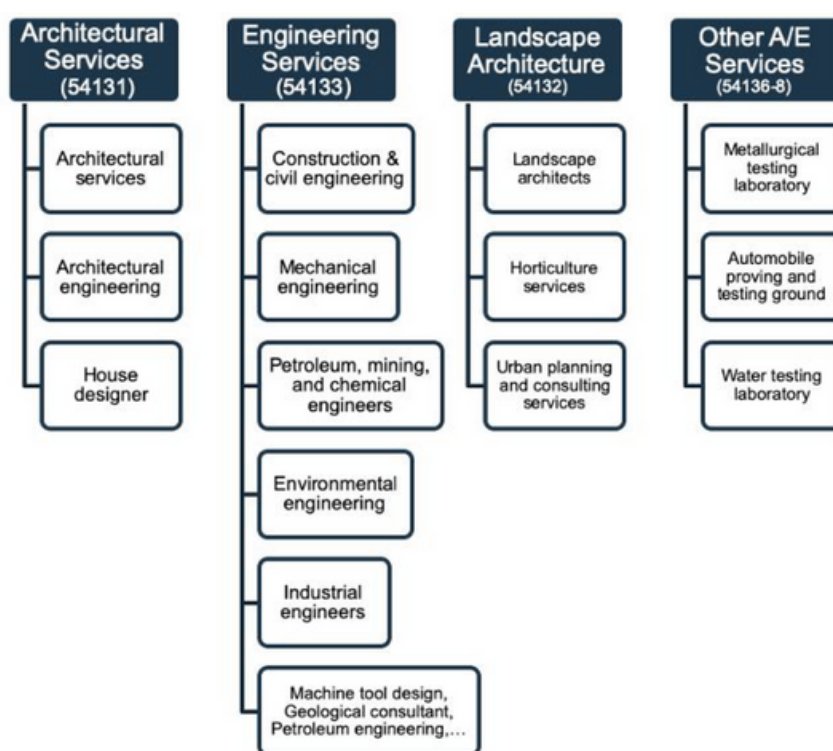 Architectural
Services
(54131)
Architectural
services
Architectural
engineering
House
designer
Engineering
Services
(54133)
Construction &
civil engineering
Mechanical
engineering
Petroleum, mining,
and chemical
engineers
Environmental
engineering
Industrial
engineers
Machine tool design,
Geological consultant,
Petroleum engineering,...
Landscape
Architecture
(54132)
Landscape
architects
Horticulture
services
Urban planning
and consulting
services
Other A/E
Services
(54136-8)
Metallurgical
testing
laboratory
Automobile
proving and
testing ground
Water testing
laboratory